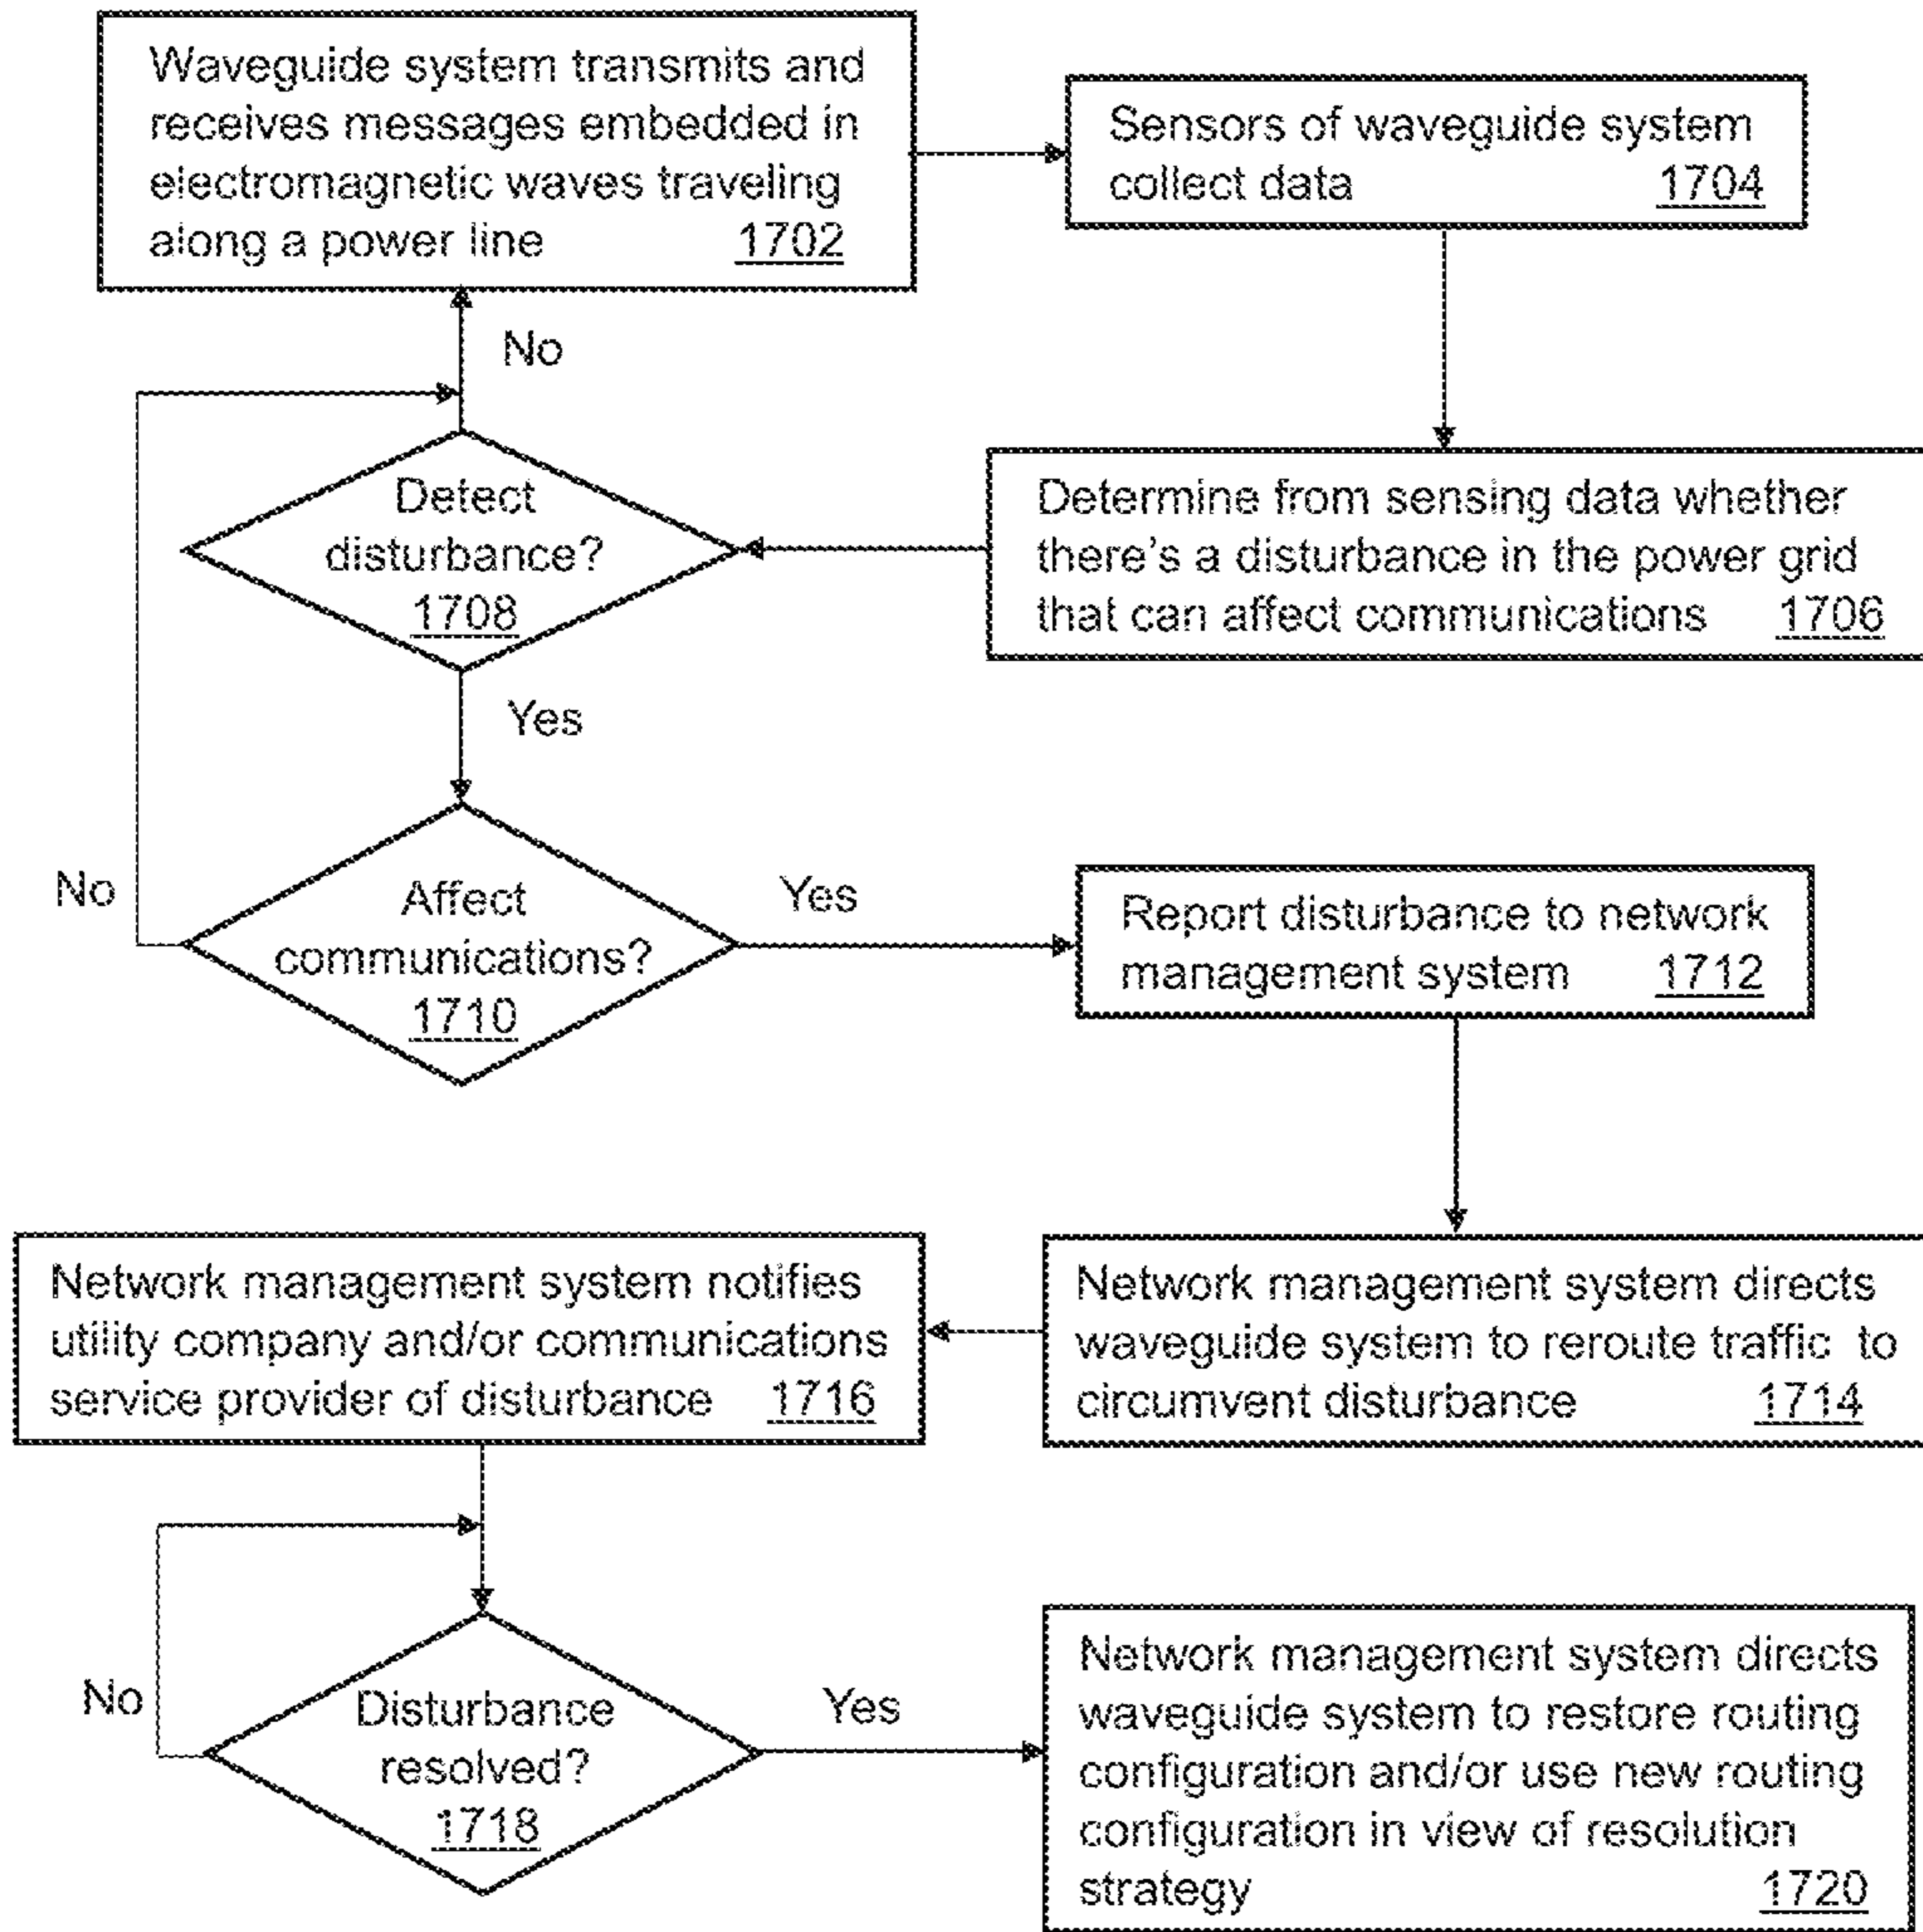 Waveguide system transmits and
receives messages embedded in
electromagnetic waves traveling
along a power line 1702
Sensors of waveguide system
collect data 1704
Determine from sensing data whether
there's a disturbance in the power grid
that can affect communications 1706
No
Detect
disturbance?
1708
Yes
No
Affect
communications?
1710
Yes
Report disturbance to network
management system 1712
Network management system directs
waveguide system to reroute traffic to
circumvent disturbance 1714
Network management system notifies
utility company and/or communications
service provider of disturbance 1716
No
Disturbance
resolved?
1718
Yes
Network management system directs
waveguide system to restore routing
configuration and/or use new routing
configuration in view of resolution
strategy 1720